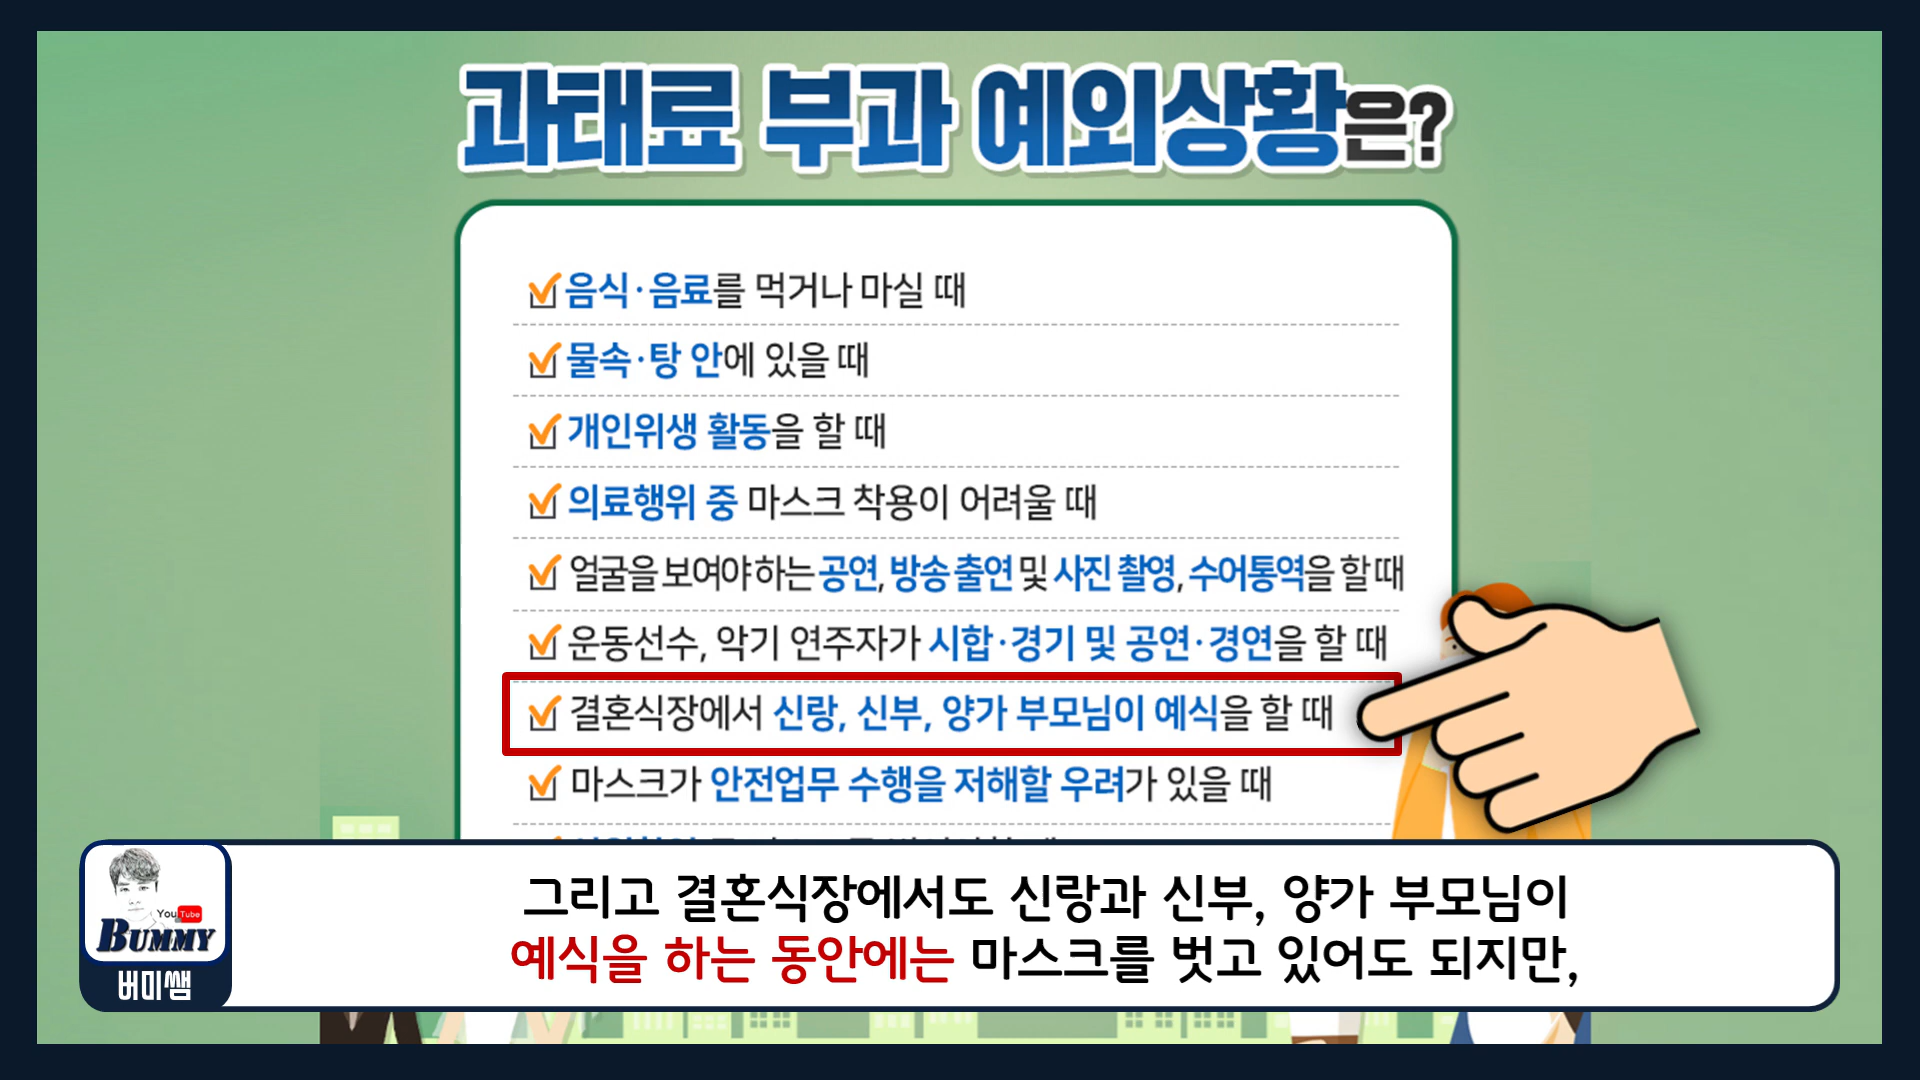 과태료 부과 예외상황은?
음식·음료를 먹거나 마실 때
물속·탕 안에 있을 때
개인위생 활동을 할 때
의료행위 중 마스크 착용이 어려울 때
얼굴을 보여야 하는 공연, 방송 출연 및 사진 촬영, 수어통역을 할 때
운동선수, 악기 연주자가 시합·경기 및 공연·경연을 할 때
결혼식장에서 신랑, 신부, 양가 부모님이 예식을 할 때
마스크가 안전업무 수행을 저해할 우려가 있을 때
그리고 결혼식장에서도 신랑과 신부, 양가 부모님이
예식을 하는 동안에는 마스크를 벗고 있어도 되지만,
YouTube
BUMMY
버미쌤